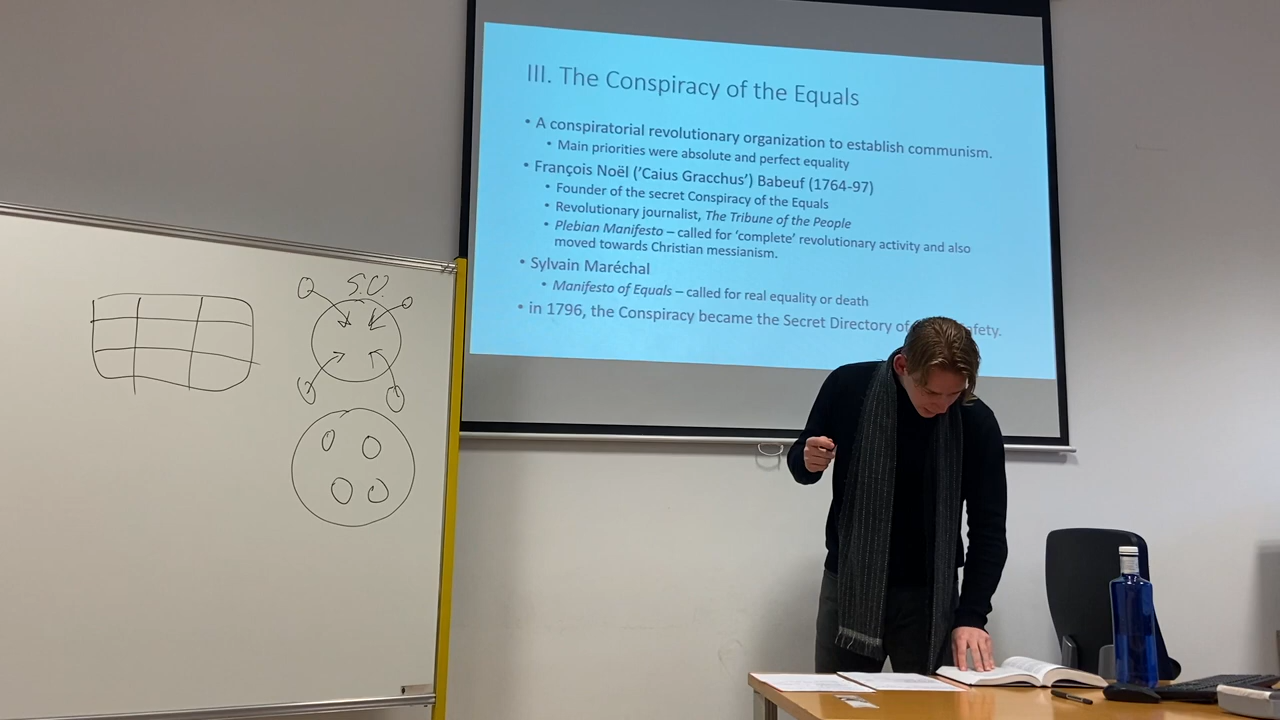 III. The Conspiracy of the Equals
• A conspiratorial revolutionary organization to establish communism.
• Main priorities were absolute and perfect equality
• François Noël ('Caius Gracchus') Babeuf (1764-97)
• Founder of the secret Conspiracy of the Equals
• Revolutionary journalist, The Tribune of the People
• Plebian Manifesto – called for 'complete' revolutionary activity and also
moved towards Christian messianism.
• Sylvain Maréchal
• Manifesto of Equals – called for real equality or death
• in 1796, the Conspiracy became the Secret Directory of